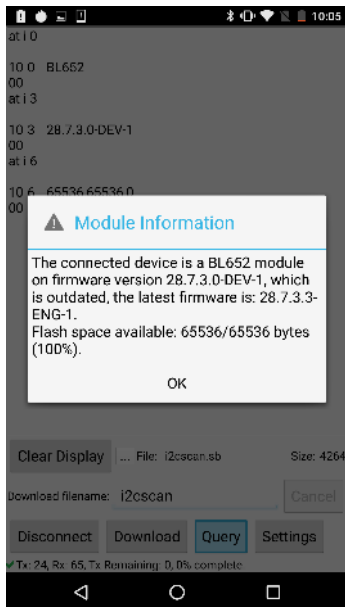 10:05
at i 0
10 0 BL652
00
at i 3
10 3 28.7.3.0-DEV-1
00
at i 6
10 6 65536 65536 0
00
Module Information
The connected device is a BL652 module
on firmware version 28.7.3.0-DEV-1, which
is outdated, the latest firmware is: 28.7.3.3-
ENG-1.
Flash space available: 65536/65536 bytes
(100%).
OK
Clear Display ... File: i2cscan.sb Size: 4264
Download filename: i2cscan Cancel
Disconnect Download Query Settings
Tx: 24, Rx: 65, Tx Remaining: 0, 0% complete